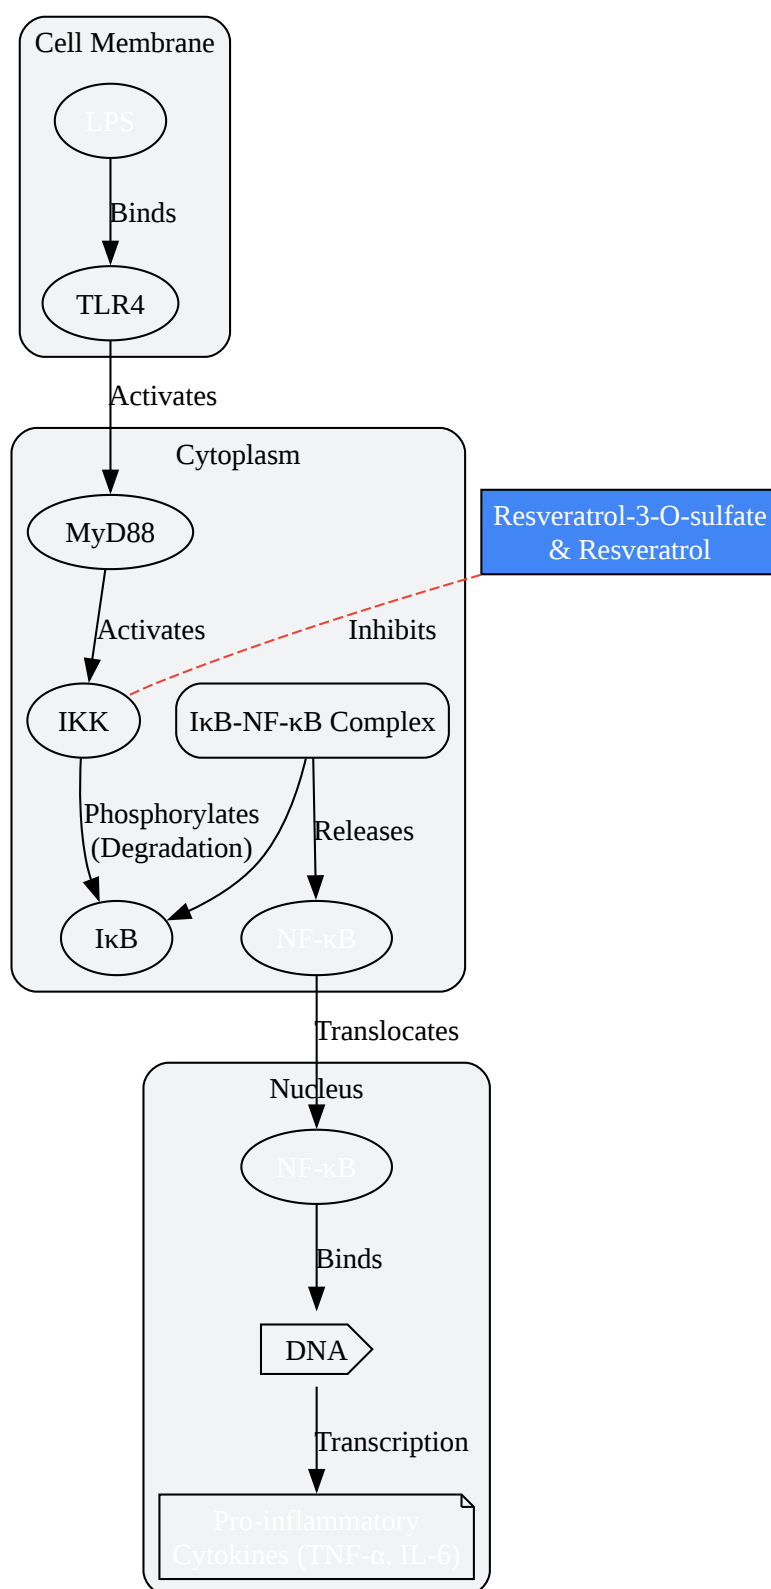 Cell Membrane
LPS
Binds
TLR4
Activates
Cytoplasm
MyD88
Resveratrol-3-O-sulfate
& Resveratrol
Activates
Inhibits
IKK
IκB-NF-κB Complex
Phosphorylates
(Degradation)
Releases
IκB
NF-κB
Translocates
Nucleus
NF-κB
Binds
DNA
Transcription
Pro-inflammatory
Cytokines (TNF-α, IL-6)